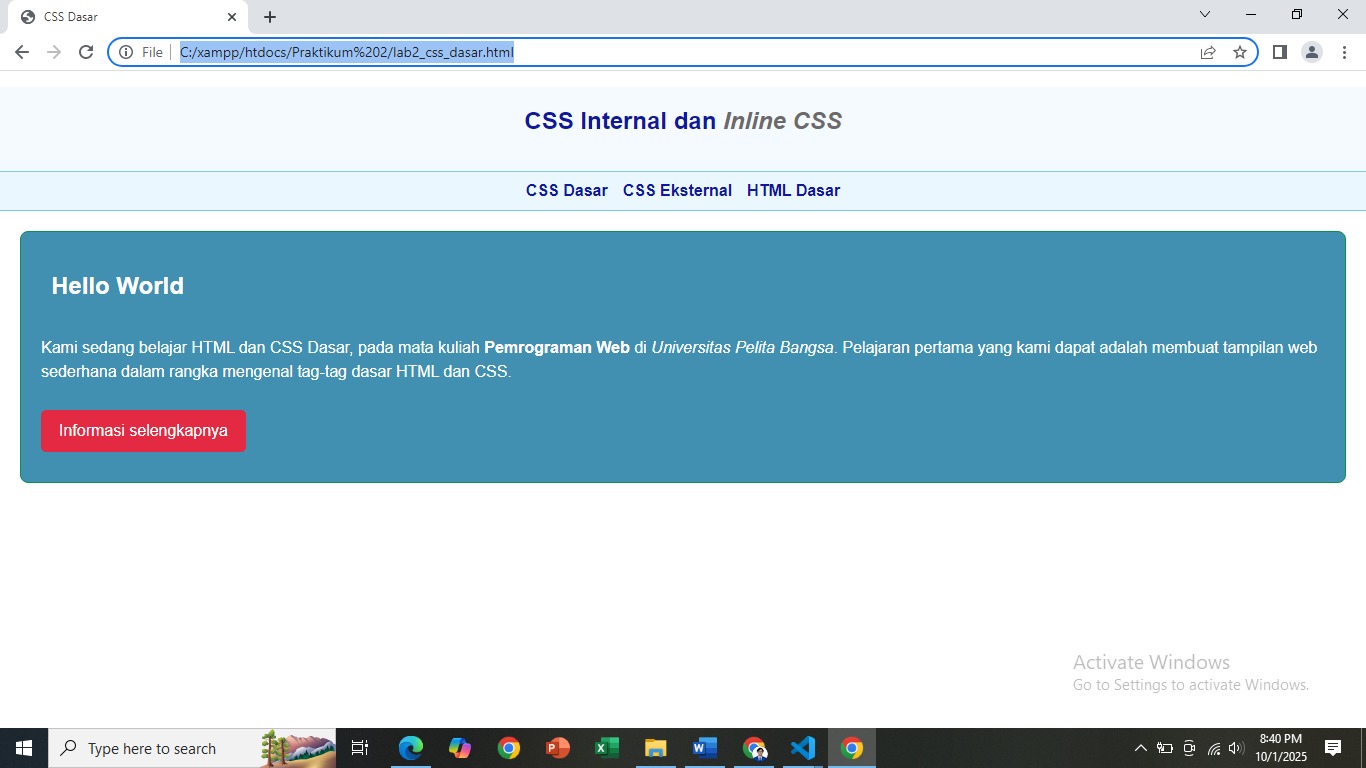 CSS Dasar
File
C:/xampp/htdocs/Praktikum%202/lab2_css_dasar.html
CSS Internal dan Inline CSS
CSS Dasar CSS Eksternal HTML Dasar
Hello World
Kami sedang belajar HTML dan CSS Dasar, pada mata kuliah Pemrograman Web di Universitas Pelita Bangsa. Pelajaran pertama yang kami dapat adalah membuat tampilan web
sederhana dalam rangka mengenal tag-tag dasar HTML dan CSS.
Informasi selengkapnya
Activate Windows
Go to Settings to activate Windows.
Type here to search
8:40 PM
10/1/2025